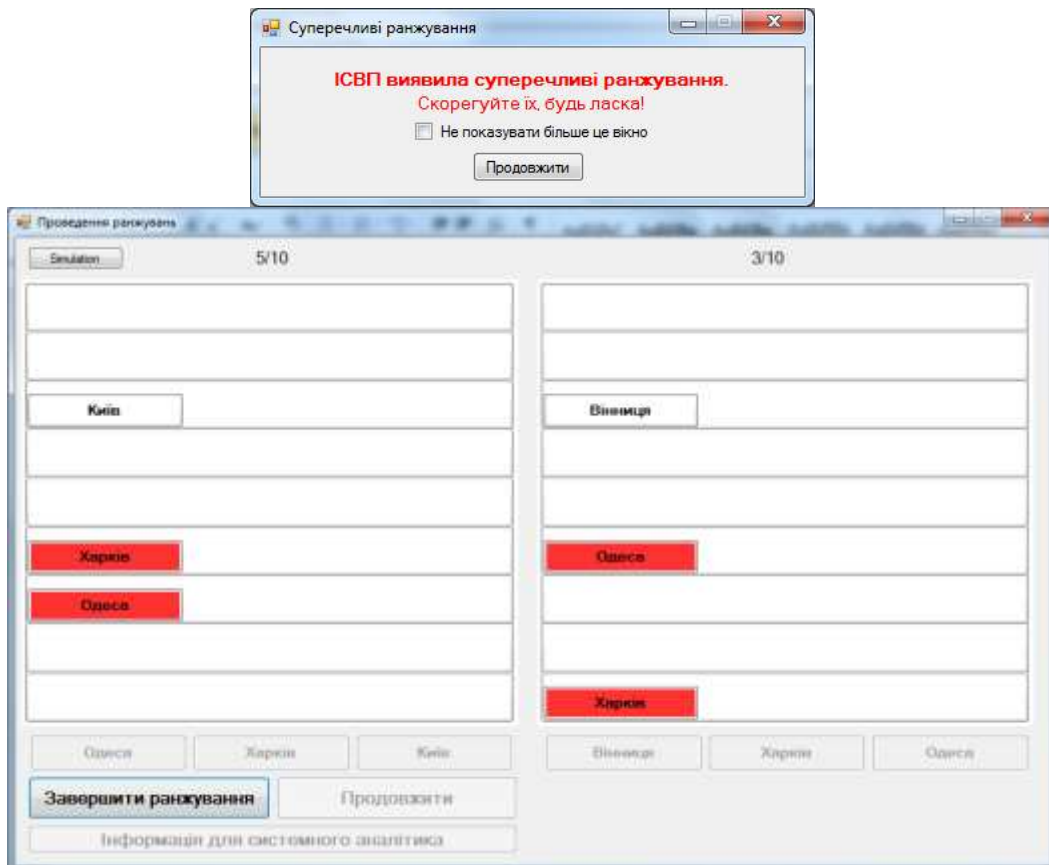 Суперечливі ранжування
ІСВП виявила суперечливі ранжування.
Скорегуйте їх, будь ласка!
Не показувати більше це вікно
Продовжити
Проведення ранжувань
Simulation 5/10 3/10
Київ Вінниця
Харків Одеса
Одеса
Харків
Одеса Харків Київ Вінниця Харків Одеса
Завершити ранжування Продовжити
Інформація для системного аналітика